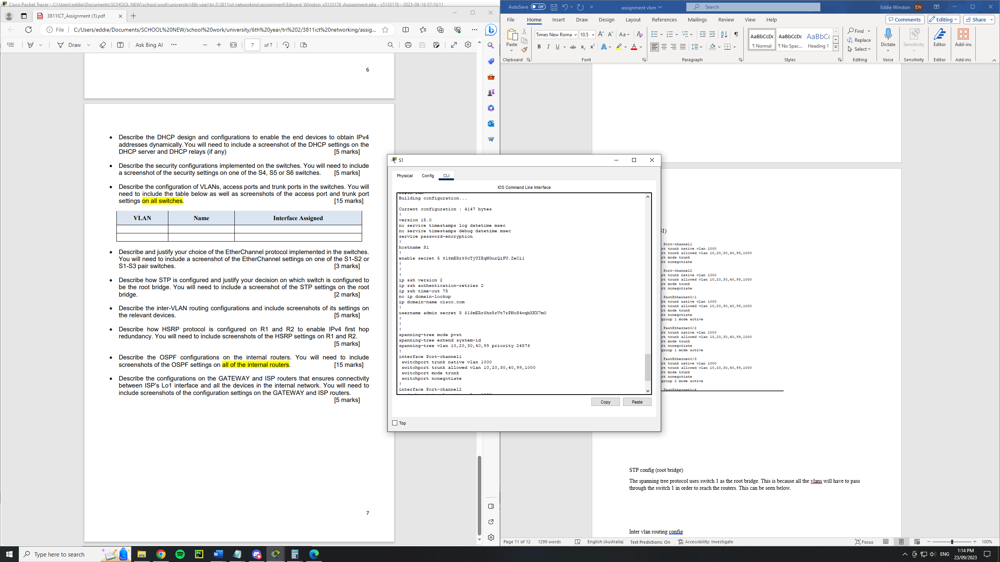 Cisco Packet Tracer - C:\Users\eddie\Documents\SCHOOL NEW\school work\university\6th year\tri 2\3811ict networking\assignment\Edward_Winston_s5133176_Assignment.pka - s5133176 - 2023-08-16 07:10:11
3811ICT_Assignment (1).pdf
File
C:/Users/eddie/Documents/SCHOOL%20NEW/school%20work/university/6th%20year/tri%202/3811ict%20networking/assig...
Draw
Ask Bing AI
7
of 7
6
• Describe the DHCP design and configurations to enable the end devices to obtain IPv4
addresses dynamically. You will need to include a screenshot of the DHCP settings on the
DHCP server and DHCP relays (if any) [5 marks]
• Describe the security configurations implemented on the switches. You will need to include
a screenshot of the security settings on one of the S4, S5 or S6 switches. [5 marks]
• Describe the configuration of VLANs, access ports and trunk ports in the switches. You will
need to include the table below as well as screenshots of the access port and trunk port
settings on all switches. [15 marks]
VLAN Name Interface Assigned
• Describe and justify your choice of the EtherChannel protocol implemented in the switches.
You will need to include a screenshot of the EtherChannel settings on one of the S1-S2 or
S1-S3 pair switches. [3 marks]
• Describe how STP is configured and justify your decision on which switch is configured to
be the root bridge. You will need to include a screenshot of the STP settings on the root
bridge. [2 marks]
• Describe the inter-VLAN routing configurations and include screenshots of its settings on
the relevant devices. [5 marks]
• Describe how HSRP protocol is configured on R1 and R2 to enable IPv4 first hop
redundancy. You will need to include screenshots of the HSRP settings on R1 and R2.
[5 marks]
• Describe the OSPF configurations on the internal routers. You will need to include
screenshots of the OSPF settings on all of the internal routers. [15 marks]
• Describe the configurations on the GATEWAY and ISP routers that ensures connectivity
between ISP's Lo1 interface and all the devices in the internal network. You will need to
include screenshots of the configuration settings on the GATEWAY and ISP routers.
[5 marks]
7
S1
Physical Config CLI
IOS Command Line Interface
Building configuration...
Current configuration : 4147 bytes
!
version 15.0
no service timestamps log datetime msec
no service timestamps debug datetime msec
service password-encryption
!
hostname S1
!
enable secret 5 $1$mERr$9cTjUIEqNGurQiFU.ZeCi1
!
!
!
ip ssh version 2
ip ssh authentication-retries 2
ip ssh time-out 75
no ip domain-lookup
ip domain-name cisco.com
!
username admin secret 5 $1$mERr$hx5rVt7rPNoS4wqbXKX7m0
!
!
!
spanning-tree mode pvst
spanning-tree extend system-id
spanning-tree vlan 10,20,30,40,99 priority 24576
!
interface Port-channel1
switchport trunk native vlan 1000
switchport trunk allowed vlan 10,20,30,40,99,1000
switchport mode trunk
switchport nonegotiate
!
interface Port-channel2
Copy Paste
Top
AutoSave Off
assignment vlsm
Search
Eddie Winston EW
File Home Insert Draw Design Layout References Mailings Review View Help
Comments Editing Share
Paste
Times New Roma 10.5
AaBbCcDc AaBbCcDc AaBbCc
¶ Normal ¶ No Spac... Heading 1
Find
Replace
Select
Dictate Sensitivity Editor Add-ins
Clipboard Font Paragraph Styles Editing Voice Sensitivity Editor Add-ins
S1)
Port-channel1
rt trunk native vlan 1000
rt trunk allowed vlan 10,20,30,40,99,1000
rt mode trunk
rt nonegotiate
Port-channel2
rt trunk native vlan 1000
rt trunk allowed vlan 10,20,30,40,99,1000
rt mode trunk
rt nonegotiate
FastEthernet0/1
rt trunk native vlan 1000
rt trunk allowed vlan 10,20,30,40,99,1000
rt mode trunk
rt nonegotiate
group 1 mode active
FastEthernet0/2
rt trunk native vlan 1000
rt trunk allowed vlan 10,20,30,40,99,1000
rt mode trunk
rt nonegotiate
group 1 mode active
FastEthernet0/3
rt trunk native vlan 1000
rt trunk allowed vlan 10,20,30,40,99,1000
rt mode trunk
rt nonegotiate
group 2 mode active
FastEthernet0/4
STP config (root bridge)
The spanning tree protocol uses switch 1 as the root bridge. This is because all the vlans will have to pass
through the switch 1 in order to reach the routers. This can be seen below.
Inter vlan routing config
Page 11 of 12 1299 words English (Australia) Text Predictions: On Accessibility: Investigate Focus 100%
Type here to search
ENG
1:14 PM
23/09/2023